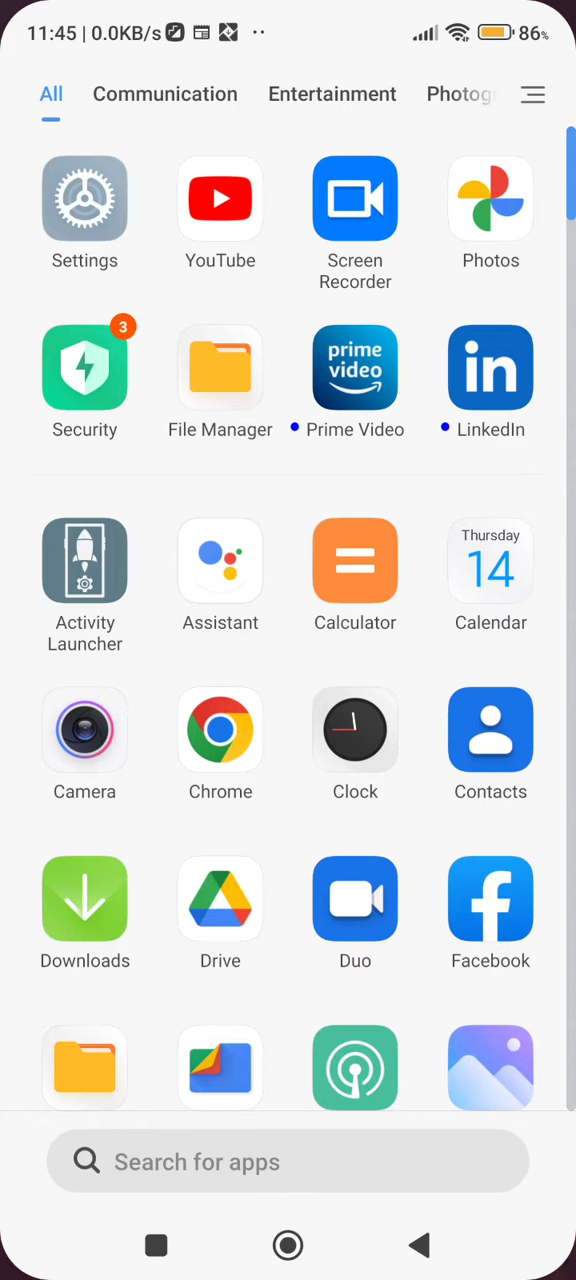 11:45 | 0.0KB/s
86%
All Communication Entertainment Photog
Settings YouTube Screen Recorder Photos
3
prime video
in
Security File Manager Prime Video LinkedIn
Thursday
14
Activity Launcher Assistant Calculator Calendar
Camera Chrome Clock Contacts
Downloads Drive Duo Facebook
Search for apps